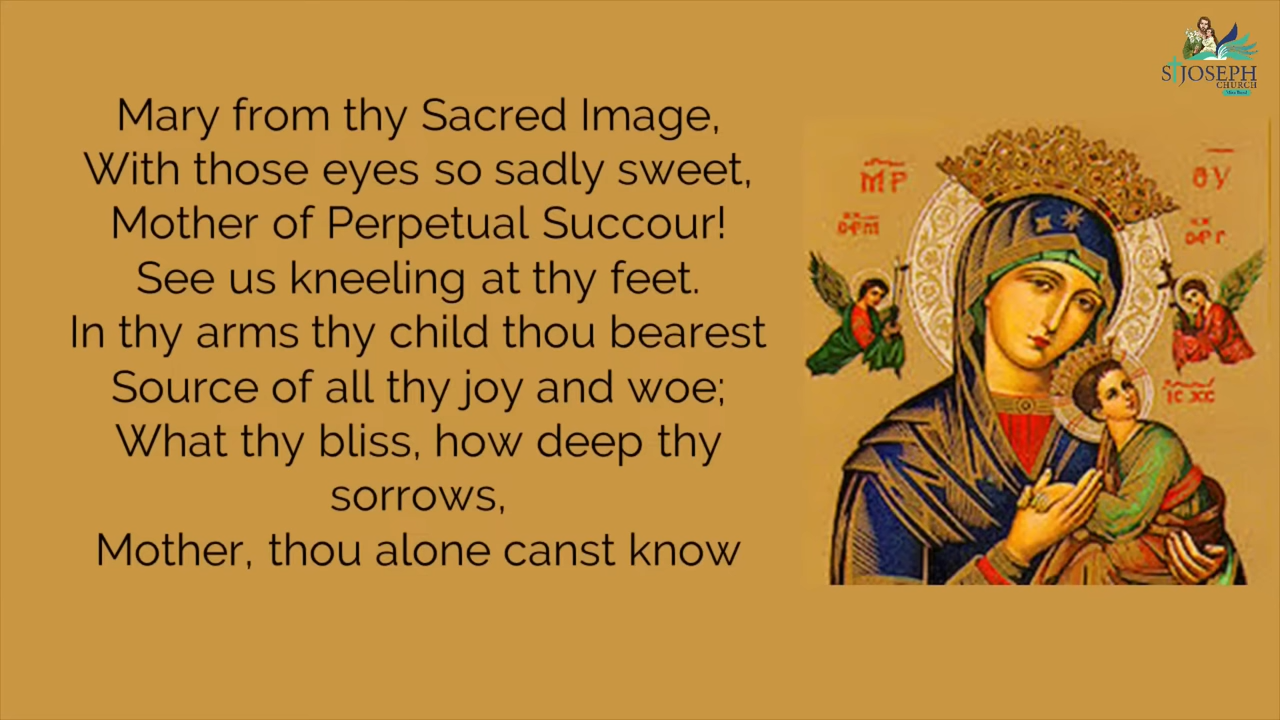 Mary from thy Sacred Image,
With those eyes so sadly sweet,
Mother of Perpetual Succour!
See us kneeling at thy feet.
In thy arms thy child thou bearest
Source of all thy joy and woe;
What thy bliss, how deep thy
sorrows,
Mother, thou alone canst know
ST JOSEPH
CHURCH
ΜΡ
ΘΥ
IC XC